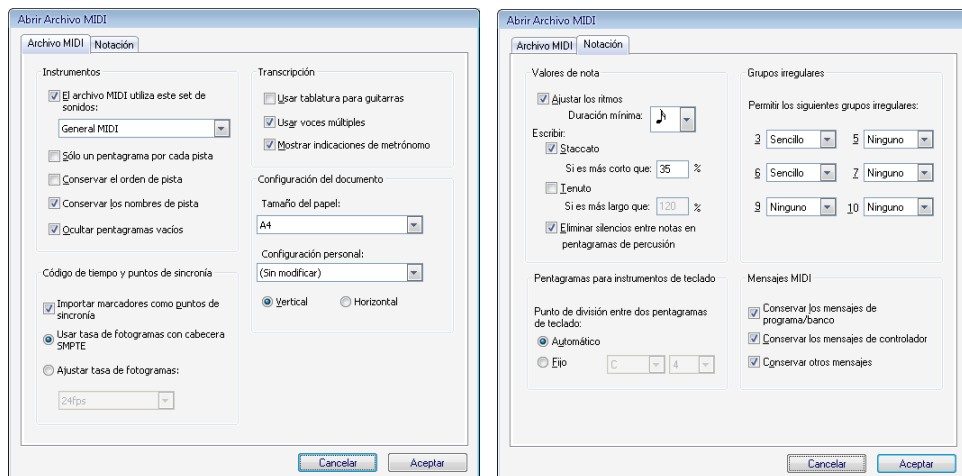 Abrir Archivo MIDI
Archivo MIDI
Notación
Instrumentos
El archivo MIDI utiliza este set de
sonidos:
General MIDI
Sólo un pentagrama por cada pista
Conservar el orden de pista
Conservar los nombres de pista
Ocultar pentagramas vacíos
Código de tiempo y puntos de sincronía
Importar marcadores como puntos de
sincronía
Usar tasa de fotogramas con cabecera
SMPTE
Ajustar tasa de fotogramas:
24fps
Transcripción
Usar tablatura para guitarras
Usar voces múltiples
Mostrar indicaciones de metrónomo
Configuración del documento
Tamaño del papel:
A4
Configuración personal:
(Sin modificar)
Vertical
Horizontal
Cancelar
Aceptar
Abrir Archivo MIDI
Archivo MIDI
Notación
Valores de nota
Ajustar los ritmos
Duración mínima:
Escribir:
Staccato
Si es más corto que: 35 %
Tenuto
Si es más largo que: 120 %
Eliminar silencios entre notas en
pentagramas de percusión
Pentagramas para instrumentos de teclado
Punto de división entre dos pentagramas
de teclado:
Automático
Fijo
C
4
Grupos irregulares
Permitir los siguientes grupos irregulares:
3 Sencillo 5 Ninguno
6 Sencillo 7 Ninguno
9 Ninguno 10 Ninguno
Mensajes MIDI
Conservar los mensajes de
programa/banco
Conservar los mensajes de controlador
Conservar otros mensajes
Cancelar
Aceptar